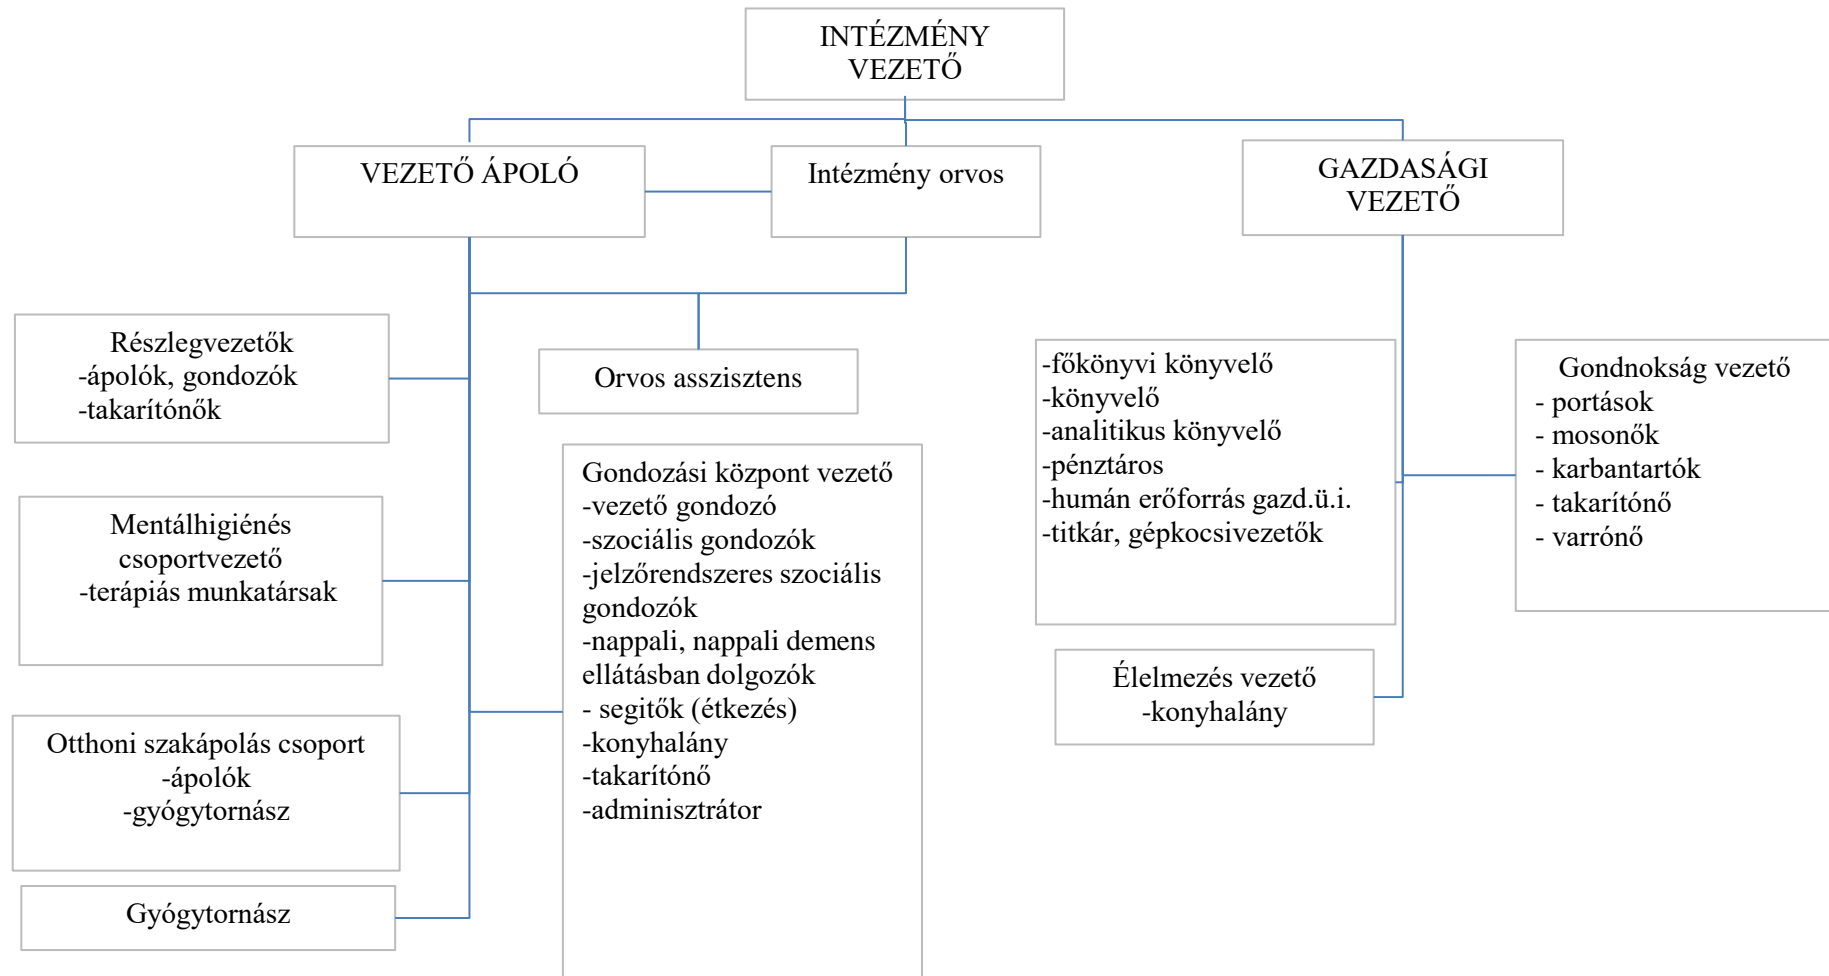 INTÉZMÉNY
VEZETŐ
VEZETŐ ÁPOLÓ
Intézmény orvos
GAZDASÁGI
VEZETŐ
Részlegvezetők
-ápolók, gondozók
-takarítónők
Orvos asszisztens
-főkönyvi könyvelő
-könyvelő
-analitikus könyvelő
-pénztáros
-humán erőforrás gazd.ü.i.
-titkár, gépkocsivezetők
Gondnokság vezető
- portások
- mosonők
- karbantartók
- takarítónő
- varrónő
Mentálhigiénés
csoportvezető
-terápiás munkatársak
Gondozási központ vezető
-vezető gondozó
-szociális gondozók
-jelzőrendszeres szociális
gondozók
-nappali, nappali demens
ellátásban dolgozók
- segitők (étkezés)
-konyhalány
-takarítónő
-adminisztrátor
Élelmezés vezető
-konyhalány
Otthoni szakápolás csoport
-ápolók
-gyógytornász
Gyógytornász